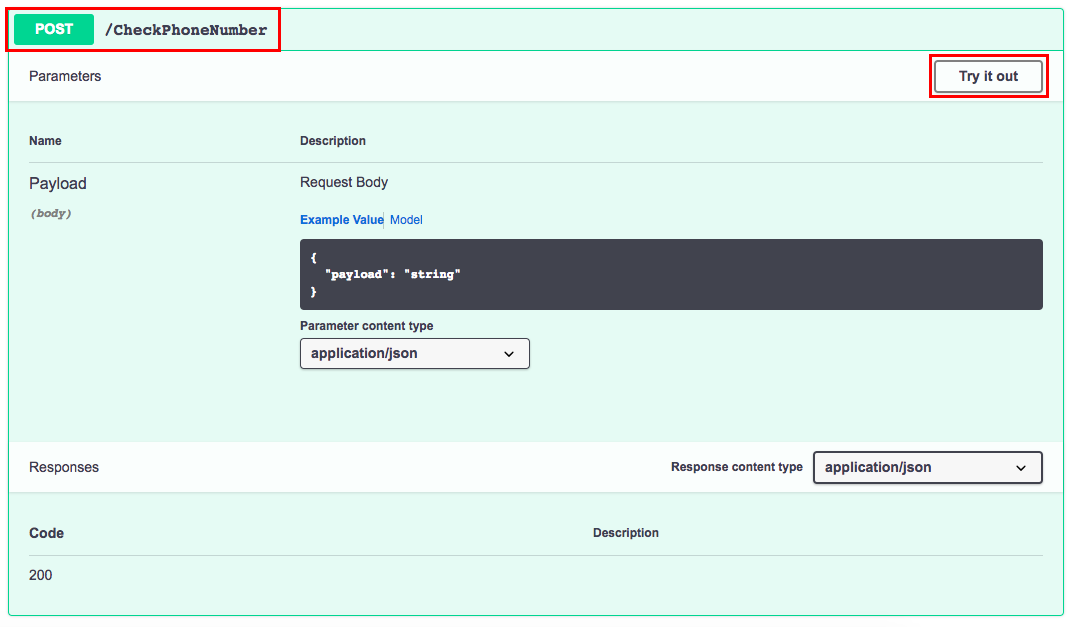 POST /CheckPhoneNumber
Parameters
Try it out
Name Description
Payload Request Body
(body)
Example Value Model
{
"payload": "string"
}
Parameter content type
application/json
Responses Response content type application/json
Code Description
200